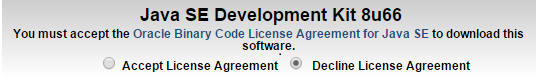 Java SE Development Kit 8u66
You must accept the Oracle Binary Code License Agreement for Java SE to download this
software.
Accept License Agreement Decline License Agreement